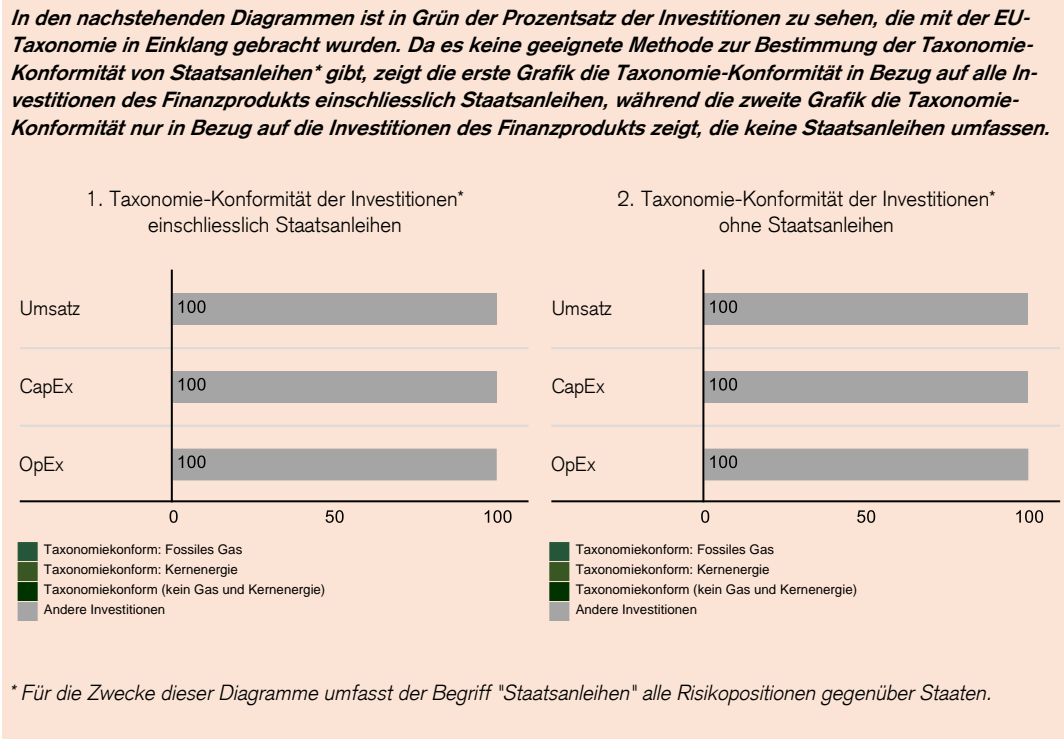 In den nachstehenden Diagrammen ist in Grün der Prozentsatz der Investitionen zu sehen, die mit der EU-
Taxonomie in Einklang gebracht wurden. Da es keine geeignete Methode zur Bestimmung der Taxonomie-
Konformität von Staatsanleihen* gibt, zeigt die erste Grafik die Taxonomie-Konformität in Bezug auf alle In-
vestitionen des Finanzprodukts einschliesslich Staatsanleihen, während die zweite Grafik die Taxonomie-
Konformität nur in Bezug auf die Investitionen des Finanzprodukts zeigt, die keine Staatsanleihen umfassen.
1. Taxonomie-Konformität der Investitionen*
einschliesslich Staatsanleihen
Umsatz
100
CapEx
100
OpEx
100
0 50 100
Taxonomiekonform: Fossiles Gas
Taxonomiekonform: Kernenergie
Taxonomiekonform (kein Gas und Kernenergie)
Andere Investitionen
2. Taxonomie-Konformität der Investitionen*
ohne Staatsanleihen
Umsatz
100
CapEx
100
OpEx
100
0 50 100
Taxonomiekonform: Fossiles Gas
Taxonomiekonform: Kernenergie
Taxonomiekonform (kein Gas und Kernenergie)
Andere Investitionen
* Für die Zwecke dieser Diagramme umfasst der Begriff "Staatsanleihen" alle Risikopositionen gegenüber Staaten.